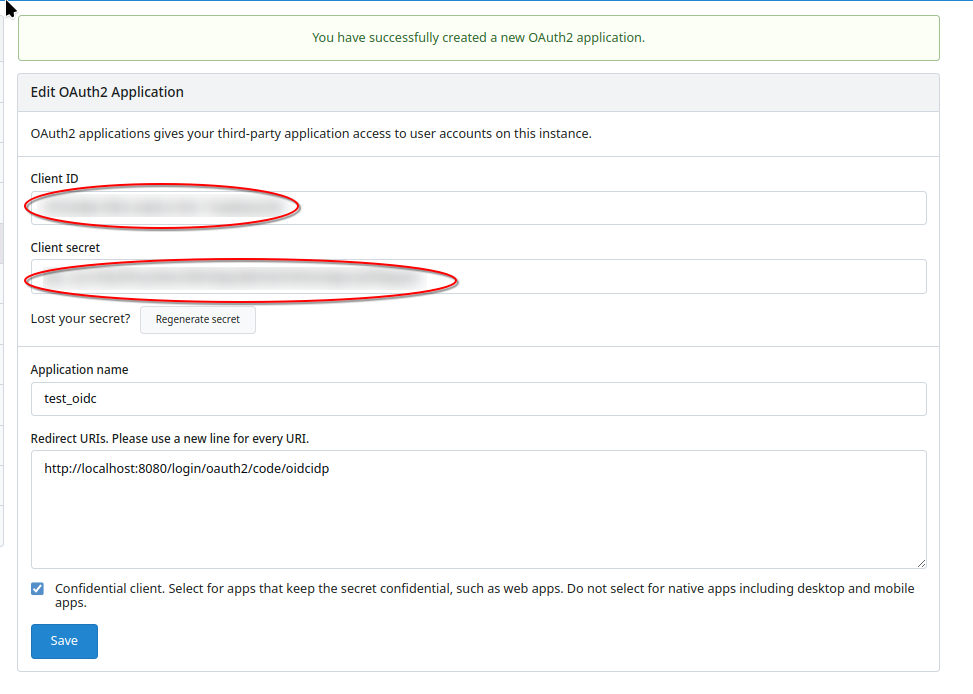 You have successfully created a new OAuth2 application.
Edit OAuth2 Application
OAuth2 applications gives your third-party application access to user accounts on this instance.
Client ID
Client secret
Lost your secret? Regenerate secret
Application name
test_oidc
Redirect URIs. Please use a new line for every URI.
http://localhost:8080/login/oauth2/code/oidcidp
Confidential client. Select for apps that keep the secret confidential, such as web apps. Do not select for native apps including desktop and mobile
apps.
Save